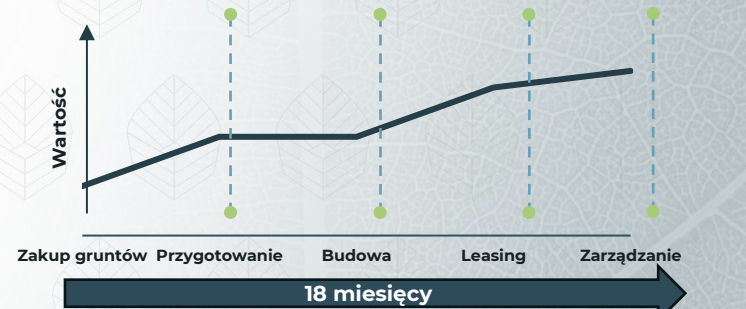 Wartość
Zakup gruntów Przygotowanie Budowa Leasing Zarządzanie
18 miesięcy